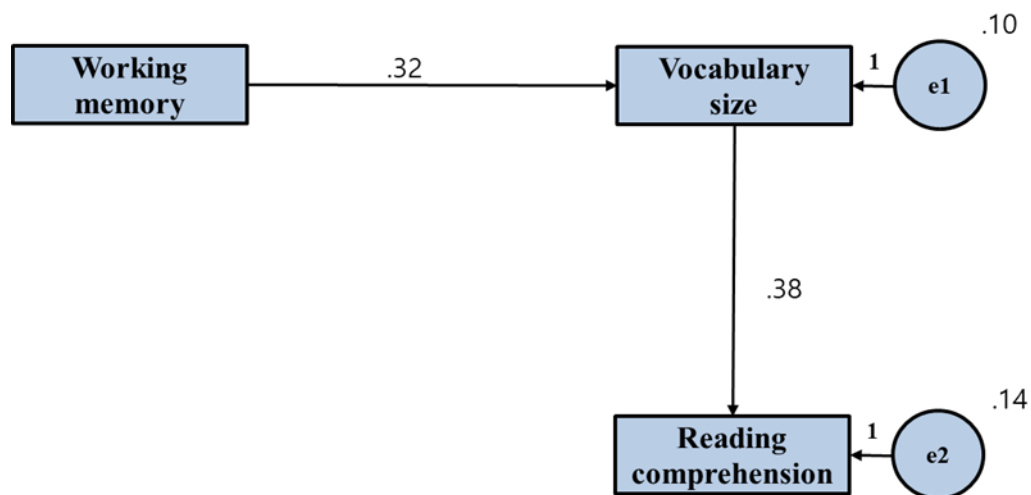 .10
Working
memory
.32
Vocabulary
size
1
e1
.38
.14
Reading
comprehension
1
e2